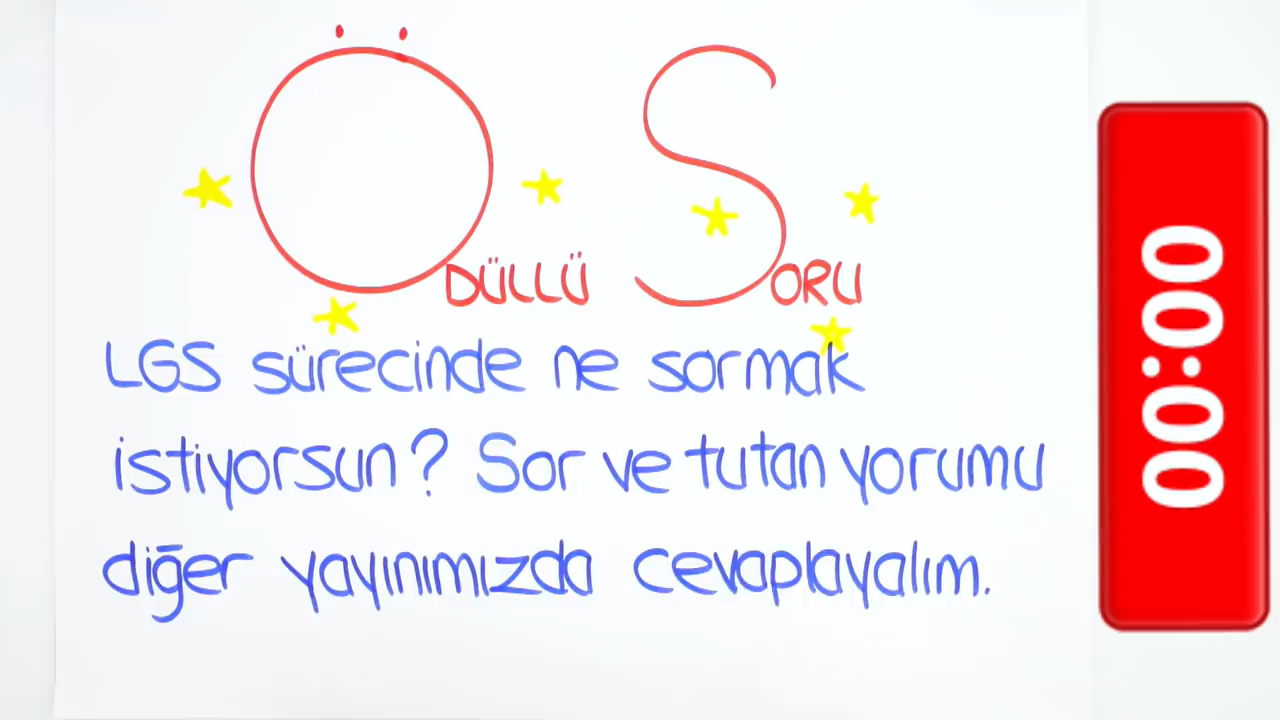 ÖDÜLLÜ SORU
LGS sürecinde ne sormak
istiyorsun? Sor ve tutan yorumu
diğer yayınımızda cevaplayalım.
00:00